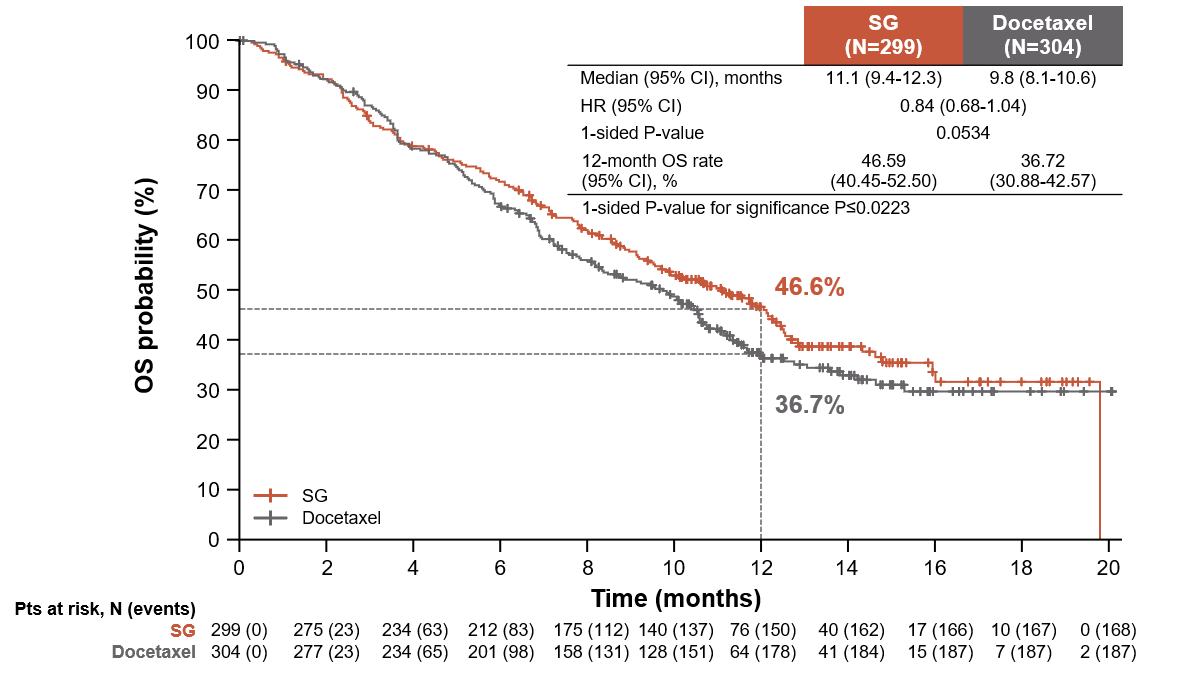 SG Docetaxel
(N=299) (N=304)
Median (95% CI), months 11.1 (9.4-12.3) 9.8 (8.1-10.6)
HR (95% CI) 0.84 (0.68-1.04)
1-sided P-value 0.0534
12-month OS rate 46.59 36.72
(95% CI), % (40.45-52.50) (30.88-42.57)
1-sided P-value for significance P≤0.0223
OS probability (%)
100
90
80
70
60
50
40
30
20
10
0
46.6%
36.7%
SG
Docetaxel
0 2 4 6 8 10 12 14 16 18 20
Time (months)
Pts at risk, N (events)
SG 299 (0) 275 (23) 234 (63) 212 (83) 175 (112) 140 (137) 76 (150) 40 (162) 17 (166) 10 (167) 0 (168)
Docetaxel 304 (0) 277 (23) 234 (65) 201 (98) 158 (131) 128 (151) 64 (178) 41 (184) 15 (187) 7 (187) 2 (187)